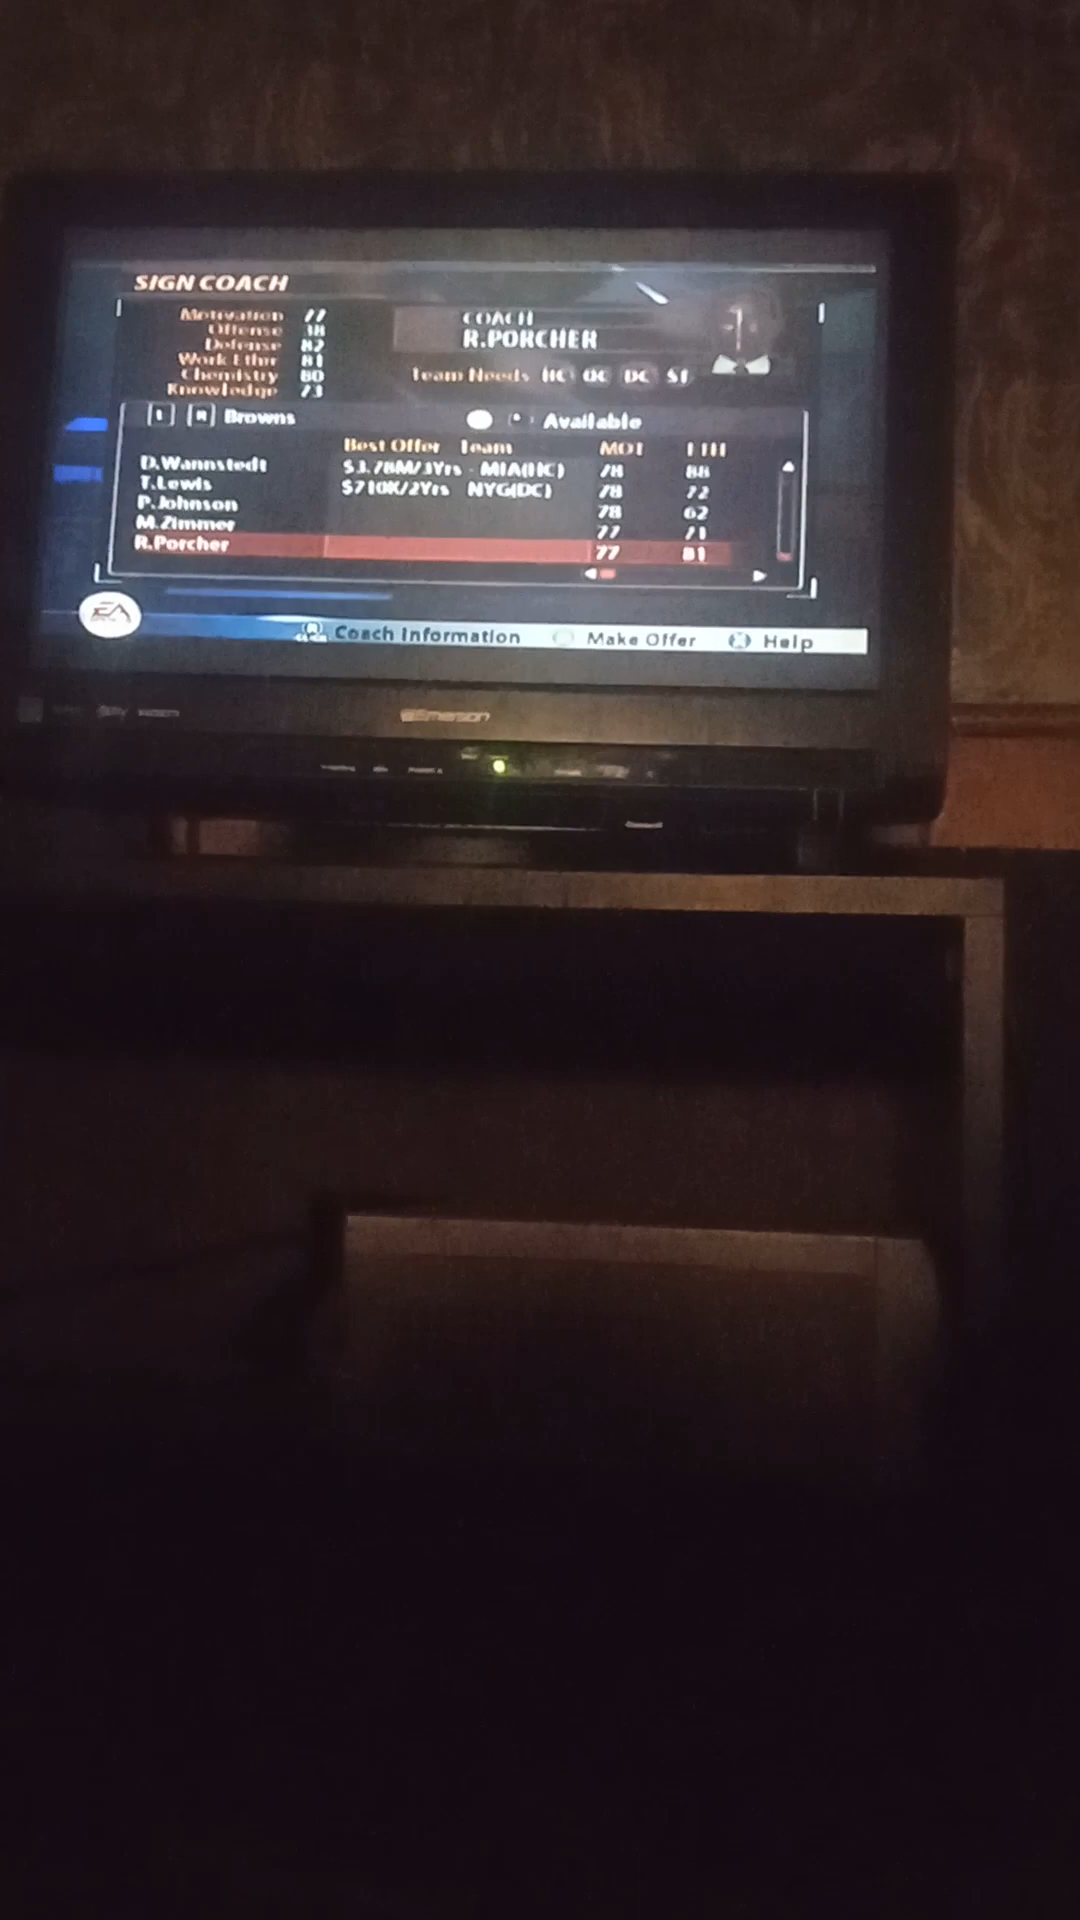 SIGN COACH
Motivation 77
Offense 38
Defense 82
Work Ethic 81
Chemistry 80
Knowledge 73
COACH
R.PORCHER
Team Needs HC OC DC ST
L R Browns
Available
Best Offer Team MOT ETH
D.Wannstedt $3.78M/3Yrs - MIA(HC) 78 88
T.Lewis $710K/2Yrs NYG(DC) 78 72
P.Johnson 78 62
M.Zimmer 77 71
R.Porcher 77 81
EA
R Coach Information Make Offer X Help
Emerson